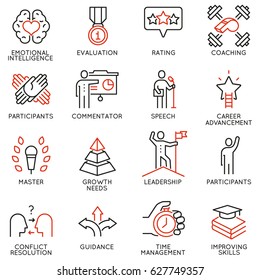 EMOTIONAL
INTELLIGENCE
EVALUATION
RATING
COACHING
PARTICIPANTS
COMMENTATOR
SPEECH
CAREER
ADVANCEMENT
MASTER
GROWTH
NEEDS
LEADERSHIP
PARTICIPANTS
CONFLICT
RESOLUTION
GUIDANCE
TIME
MANAGEMENT
IMPROVING
SKILLS
shutterstock.com · 627749357